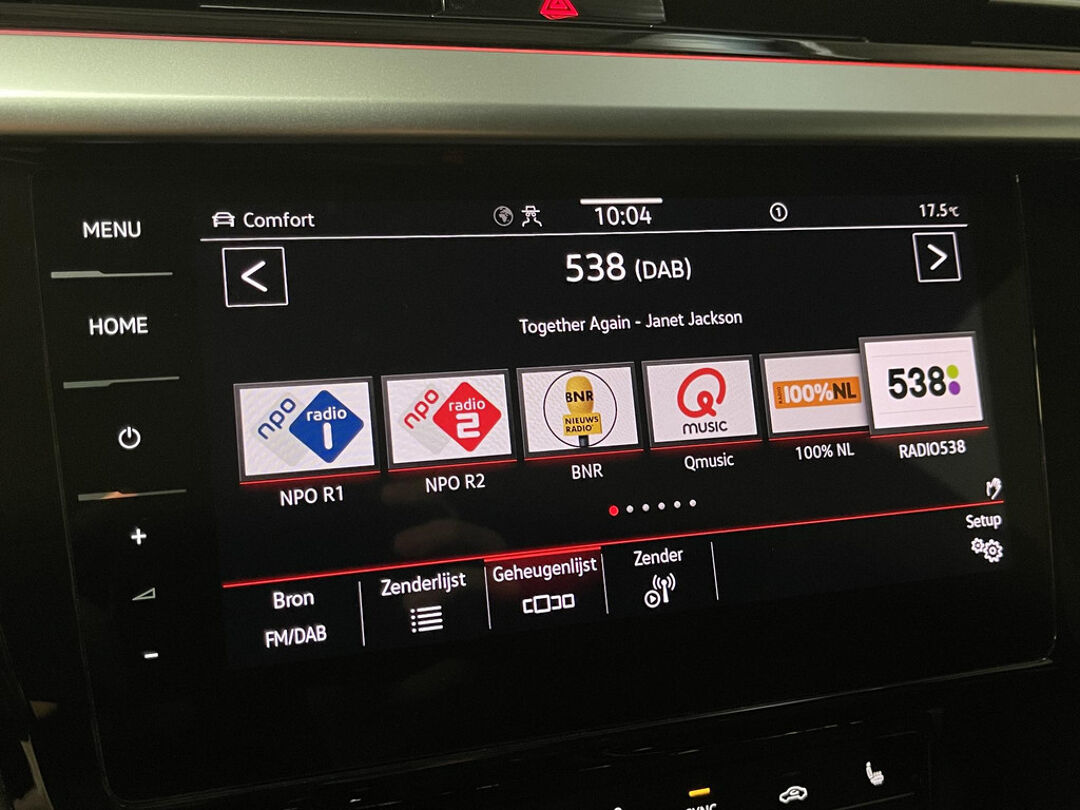 MENU
HOME
Comfort
10:04
1
17.5°C
<
538 (DAB)
>
Together Again - Janet Jackson
npo
radio
1
NPO R1
npo
radio
2
NPO R2
BNR
NIEUWS
RADIO
BNR
Q
MUSIC
Qmusic
RADIO
100%NL
100% NL
538
RADIO538
Setup
Bron
FM/DAB
Zenderlijst
Geheugenlijst
Zender
+
-